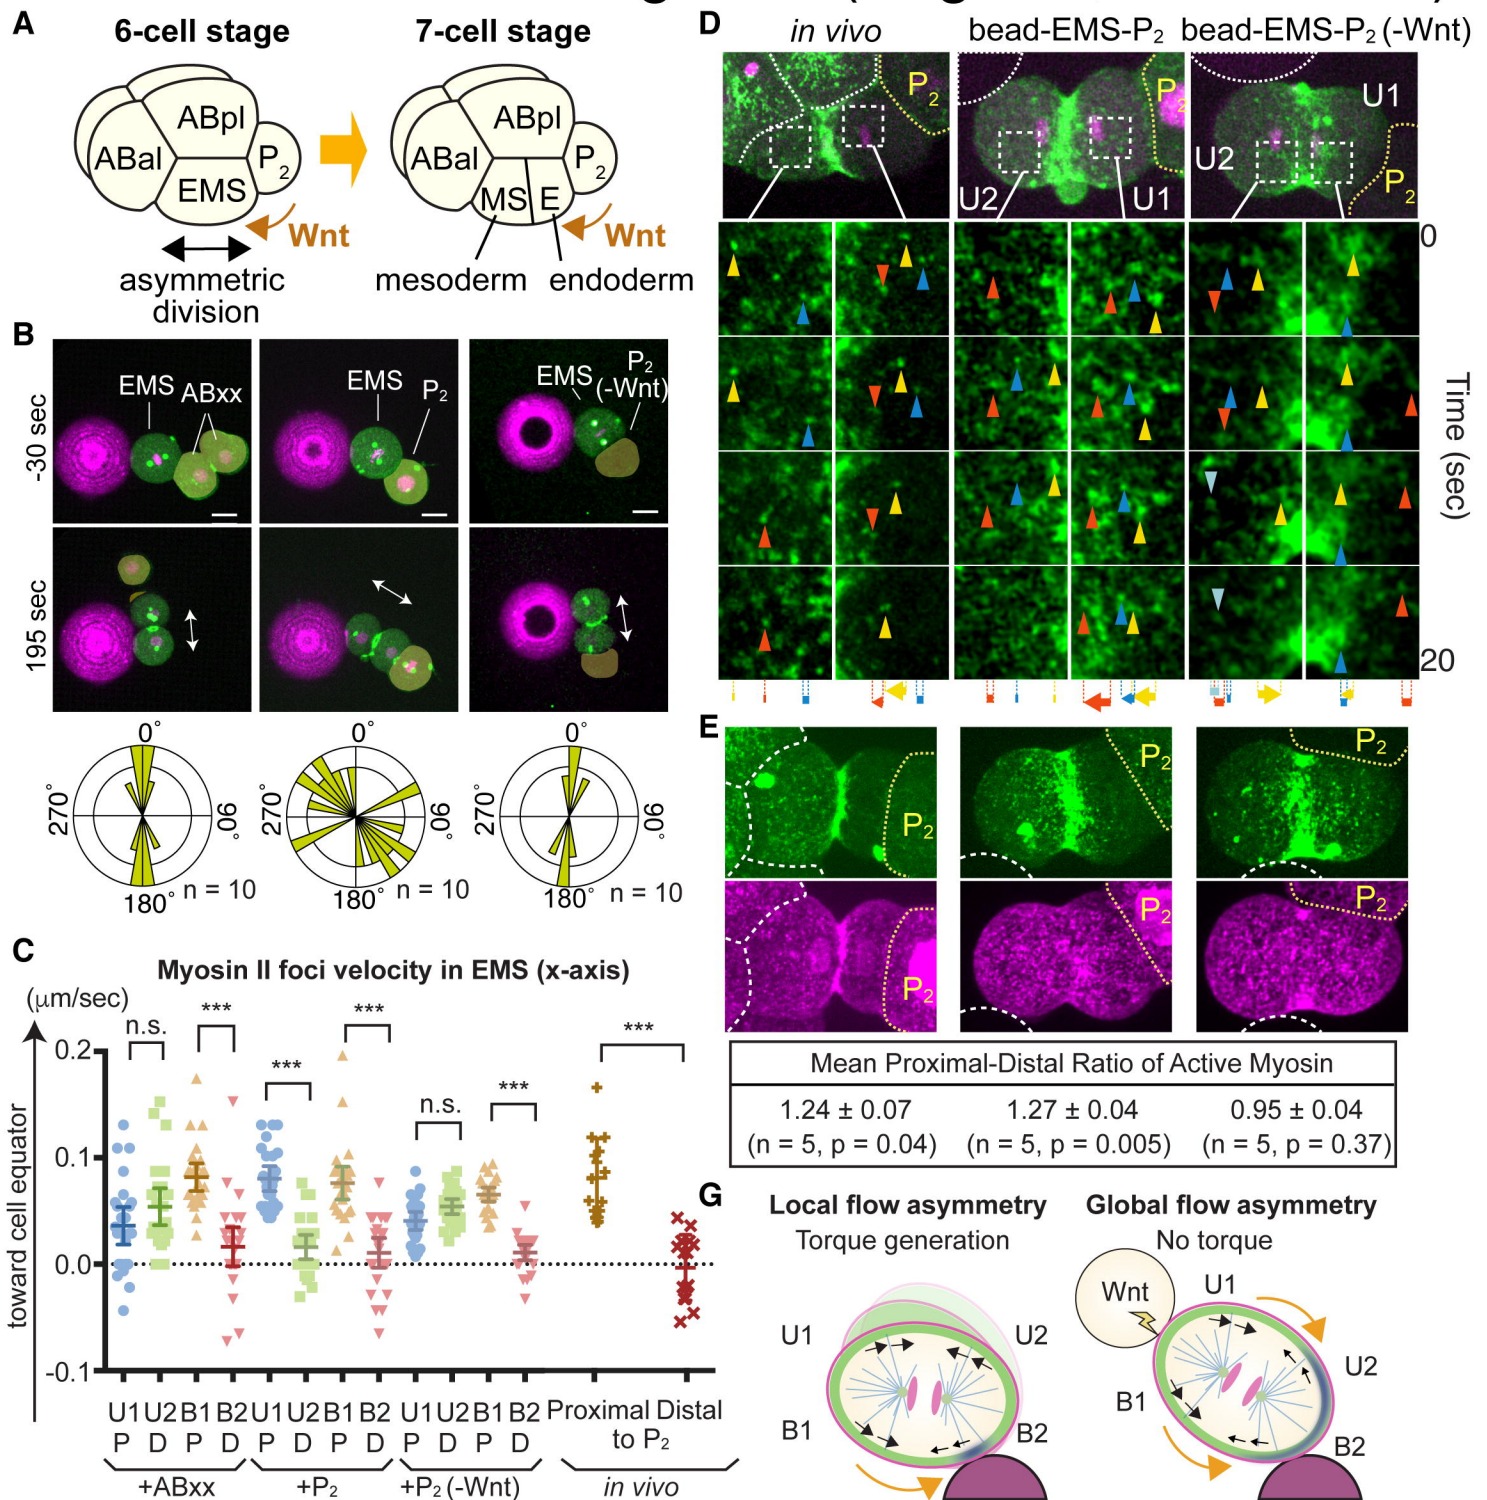 A
6-cell stage
7-cell stage
ABpl
ABal
P2
EMS
Wnt
asymmetric
division
ABpl
ABal
P2
MS
E
Wnt
mesoderm
endoderm
B
-30 sec
195 sec
EMS
ABxx
EMS
P2
EMS
P2
(-Wnt)
0°
90°
180°
270°
n = 10
0°
90°
180°
270°
n = 10
0°
90°
180°
270°
n = 10
C
Myosin II foci velocity in EMS (x-axis)
(μm/sec)
toward cell equator
0.2
0.1
0.0
-0.1
n.s.
***
***
***
n.s.
***
***
U1 U2 B1 B2 U1 U2 B1 B2 U1 U2 B1 B2 Proximal Distal
P D P D P D P D P D P D to P2
+ABxx
+P2
+P2 (-Wnt)
in vivo
D
in vivo
bead-EMS-P2
bead-EMS-P2 (-Wnt)
P2
P2
U2
U1
U1
U2
P2
0
Time (sec)
20
E
P2
P2
P2
P2
P2
P2
Mean Proximal-Distal Ratio of Active Myosin
1.24 ± 0.07
1.27 ± 0.04
0.95 ± 0.04
(n = 5, p = 0.04)
(n = 5, p = 0.005)
(n = 5, p = 0.37)
G
Local flow asymmetry
Torque generation
U1
U2
B1
B2
Global flow asymmetry
No torque
Wnt
U1
U2
B1
B2